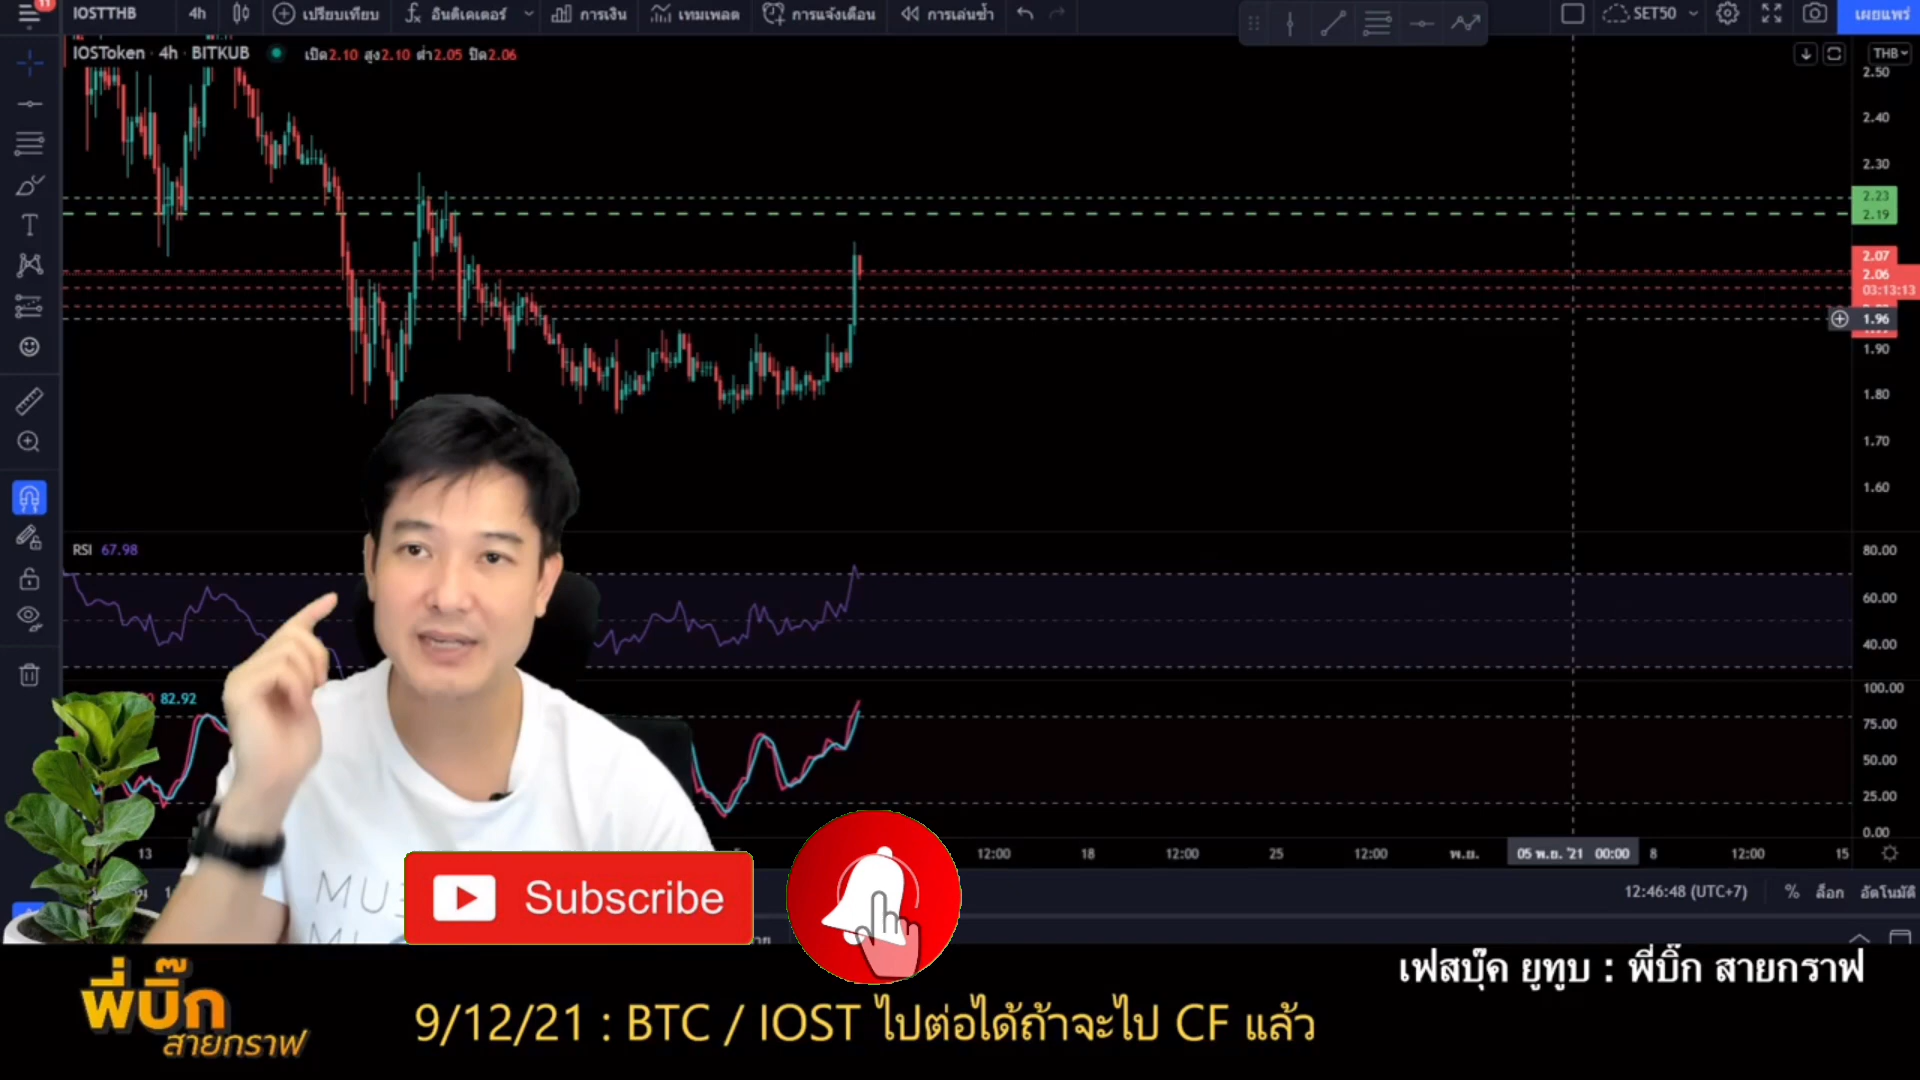 11
IOSTTHB
4h
เปรียบเทียบ
อินดิเคเตอร์
การเงิน
เทมเพลต
การแจ้งเตือน
การเล่นซ้ำ
SET50
เผยแพร่
IOSToken · 4h · BITKUB
เปิด2.10 สูง2.10 ต่ำ2.05 ปิด2.06
THB
2.50
2.40
2.30
2.23
2.19
2.07
2.06
03:13:13
1.96
1.90
1.80
1.70
1.60
RSI 67.98
80.00
60.00
40.00
82.92
100.00
75.00
50.00
25.00
0.00
13
12:00
18
12:00
25
12:00
พ.ย.
05 พ.ย. '21 00:00
8
12:00
15
12:46:48 (UTC+7)
%
ล็อก
อัตโนมัติ
Subscribe
พี่บิ๊ก
สายกราฟ
เฟสบุ๊ค ยูทูบ : พี่บิ๊ก สายกราฟ
9/12/21 : BTC / IOST ไปต่อได้ถ้าจะไป CF แล้ว